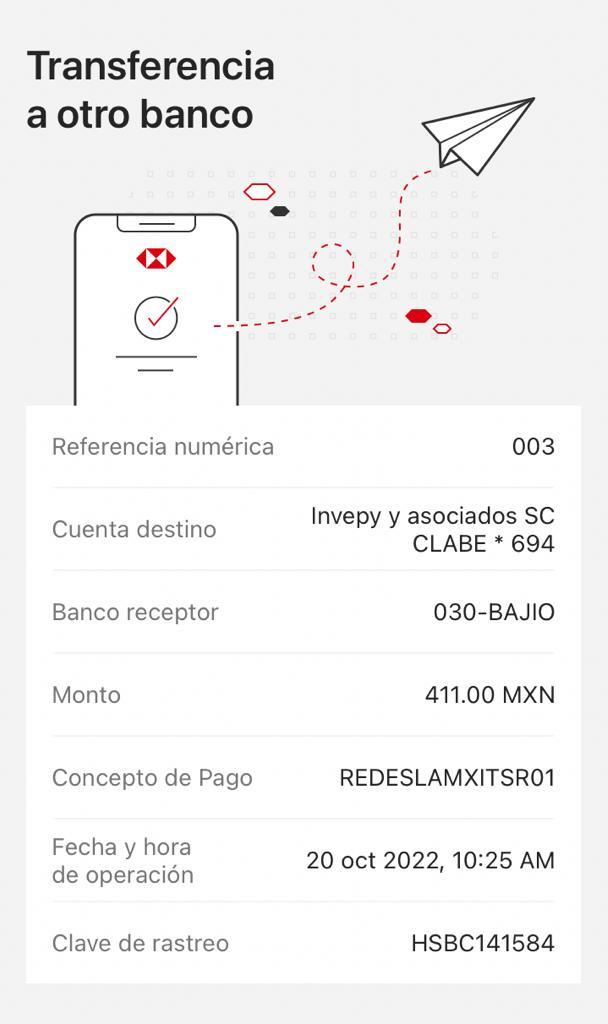 Transferencia
a otro banco
Referencia numérica 003
Cuenta destino Invepy y asociados SC
CLABE * 694
Banco receptor 030-BAJIO
Monto 411.00 MXN
Concepto de Pago REDESLAMXITSR01
Fecha y hora
de operación 20 oct 2022, 10:25 AM
Clave de rastreo HSBC141584